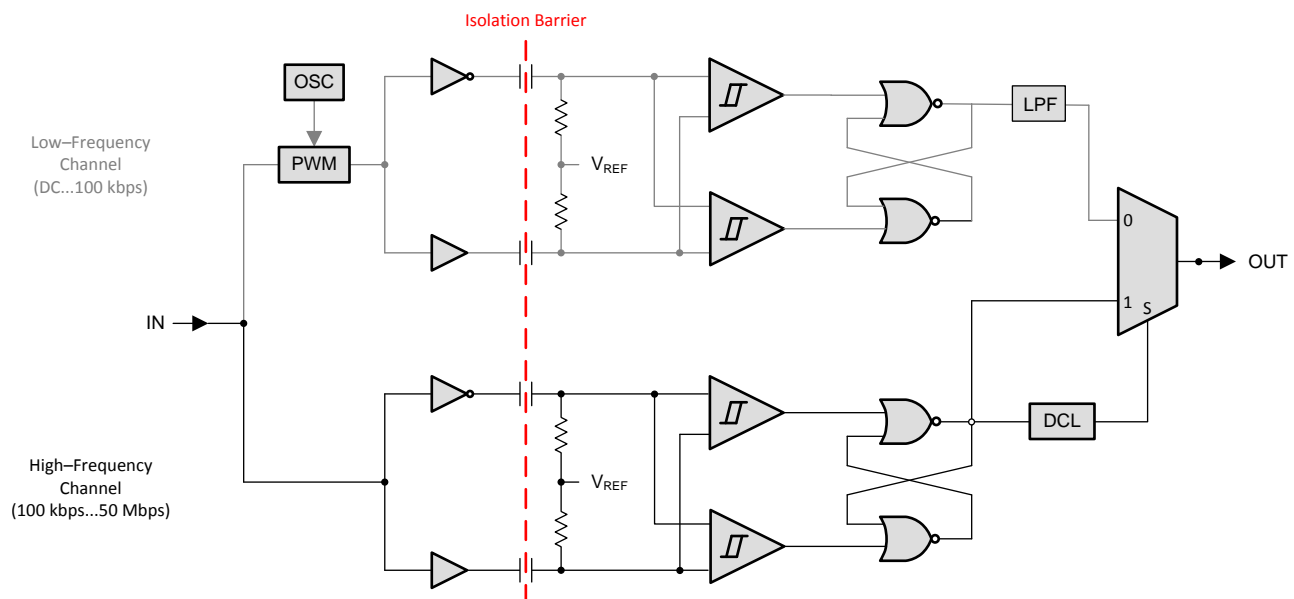 Isolation Barrier
OSC
PWM
Low–Frequency
Channel
(DC...100 kbps)
VREF
LPF
0
1
S
OUT
IN
High–Frequency
Channel
(100 kbps...50 Mbps)
VREF
DCL